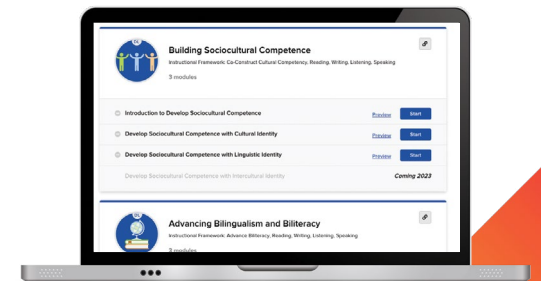 DL
Building Sociocultural Competence
Instructional Framework: Co-Construct Cultural Competency, Reading, Writing, Listening, Speaking
3 modules
Introduction to Develop Sociocultural Competence
Preview
Start
Develop Sociocultural Competence with Cultural Identity
Preview
Start
Develop Sociocultural Competence with Linguistic Identity
Preview
Start
Develop Sociocultural Competence with Intercultural Identity
Coming 2023
DL
Advancing Bilingualism and Biliteracy
Instructional Framework: Advance Biliteracy, Reading, Writing, Listening, Speaking
3 modules